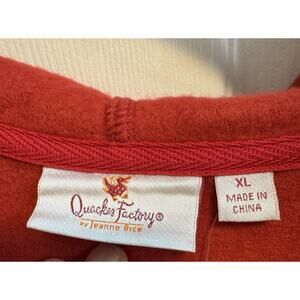 Quacker Factory®
BY Jeanne Bice
XL
MADE IN
CHINA